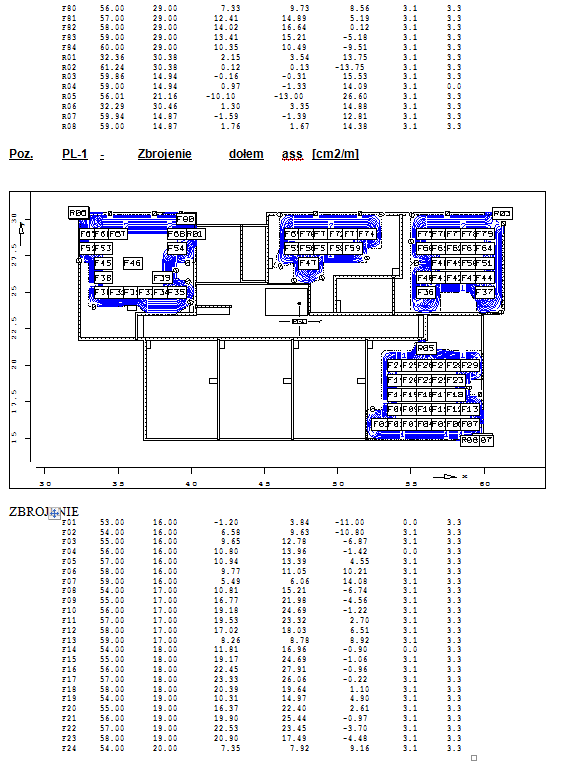 F80 56.00 29.00 7.33 9.73 8.56 3.1 3.3
F81 57.00 29.00 12.41 14.89 5.19 3.1 3.3
F82 58.00 29.00 14.02 16.64 0.12 3.1 3.3
F83 59.00 29.00 13.41 15.21 -5.18 3.1 3.3
F84 60.00 29.00 10.35 10.49 -9.51 3.1 3.3
R01 32.36 30.38 2.15 3.54 13.75 3.1 3.3
R02 61.24 30.38 0.12 0.13 -13.75 3.1 3.3
R03 59.86 14.94 -0.16 -0.31 15.53 3.1 3.3
R04 59.00 14.94 0.97 -1.33 14.09 3.1 0.0
R05 56.01 21.16 -10.10 -13.00 26.60 3.1 3.3
R06 32.29 30.46 1.30 3.35 14.88 3.1 3.3
R07 59.94 14.87 -1.59 -1.39 12.81 3.1 3.3
R08 59.00 14.87 1.76 1.67 14.38 3.1 3.3
Poz. PL-1 - Zbrojenie dołem ass [cm2/m]
R06
R03
F80
R01
F54
F53
F45
F46
F38
F39
F35
F74
F59
F47
F79
F64
F51
F44
F36
F37
R05
F29
F23
F13
F07
30 35 40 45 50 55 60 x
ZBROJENIE
F01 53.00 16.00 -1.20 3.84 -11.00 0.0 3.3
F02 54.00 16.00 6.58 9.63 -10.80 3.1 3.3
F03 55.00 16.00 9.65 12.78 -6.87 3.1 3.3
F04 56.00 16.00 10.80 13.96 -1.42 0.0 3.3
F05 57.00 16.00 10.94 13.39 4.55 3.1 3.3
F06 58.00 16.00 9.77 11.05 10.21 3.1 3.3
F07 59.00 16.00 5.49 6.06 14.08 3.1 3.3
F08 54.00 17.00 10.81 15.21 -6.74 3.1 3.3
F09 55.00 17.00 16.77 21.98 -4.56 3.1 3.3
F10 56.00 17.00 19.18 24.69 -1.22 3.1 3.3
F11 57.00 17.00 19.53 23.32 2.70 3.1 3.3
F12 58.00 17.00 17.02 18.03 6.51 3.1 3.3
F13 59.00 17.00 8.26 8.78 8.92 3.1 3.3
F14 54.00 18.00 11.81 16.96 -0.90 0.0 3.3
F15 55.00 18.00 19.17 24.69 -1.06 3.1 3.3
F16 56.00 18.00 22.45 27.91 -0.96 3.1 3.3
F17 57.00 18.00 23.33 26.06 -0.22 3.1 3.3
F18 58.00 18.00 20.39 19.64 1.10 3.1 3.3
F19 54.00 19.00 10.31 14.97 4.90 3.1 3.3
F20 55.00 19.00 16.37 22.40 2.61 3.1 3.3
F21 56.00 19.00 19.90 25.44 -0.97 3.1 3.3
F22 57.00 19.00 22.53 23.45 -3.70 3.1 3.3
F23 58.00 19.00 20.90 17.49 -4.48 3.1 3.3
F24 54.00 20.00 7.35 7.92 9.16 3.1 3.3